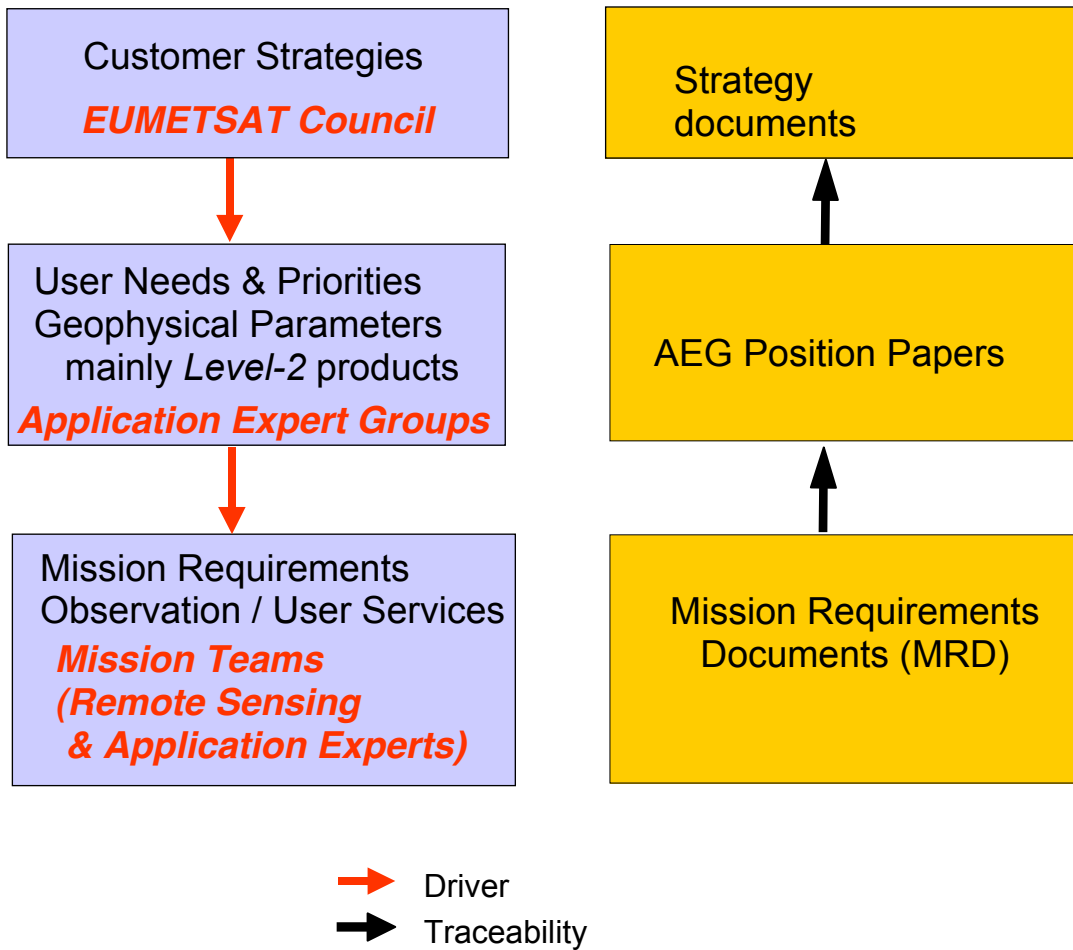 Customer Strategies
EUMETSAT Council
User Needs & Priorities
Geophysical Parameters
mainly Level-2 products
Application Expert Groups
Mission Requirements
Observation / User Services
Mission Teams
(Remote Sensing
& Application Experts)
Strategy
documents
AEG Position Papers
Mission Requirements
Documents (MRD)
Driver
Traceability